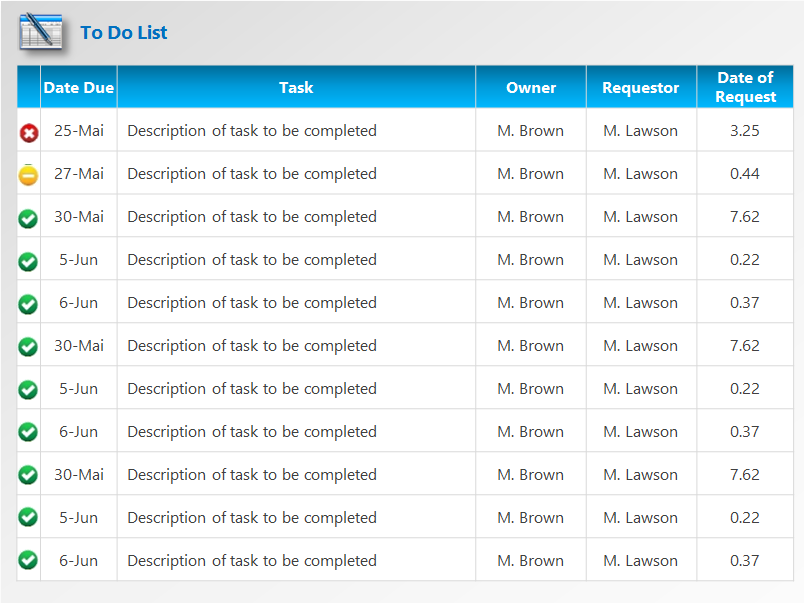 To Do List
Date Due Task Owner Requestor Date of Request
25-Mai Description of task to be completed M. Brown M. Lawson 3.25
27-Mai Description of task to be completed M. Brown M. Lawson 0.44
30-Mai Description of task to be completed M. Brown M. Lawson 7.62
5-Jun Description of task to be completed M. Brown M. Lawson 0.22
6-Jun Description of task to be completed M. Brown M. Lawson 0.37
30-Mai Description of task to be completed M. Brown M. Lawson 7.62
5-Jun Description of task to be completed M. Brown M. Lawson 0.22
6-Jun Description of task to be completed M. Brown M. Lawson 0.37
30-Mai Description of task to be completed M. Brown M. Lawson 7.62
5-Jun Description of task to be completed M. Brown M. Lawson 0.22
6-Jun Description of task to be completed M. Brown M. Lawson 0.37